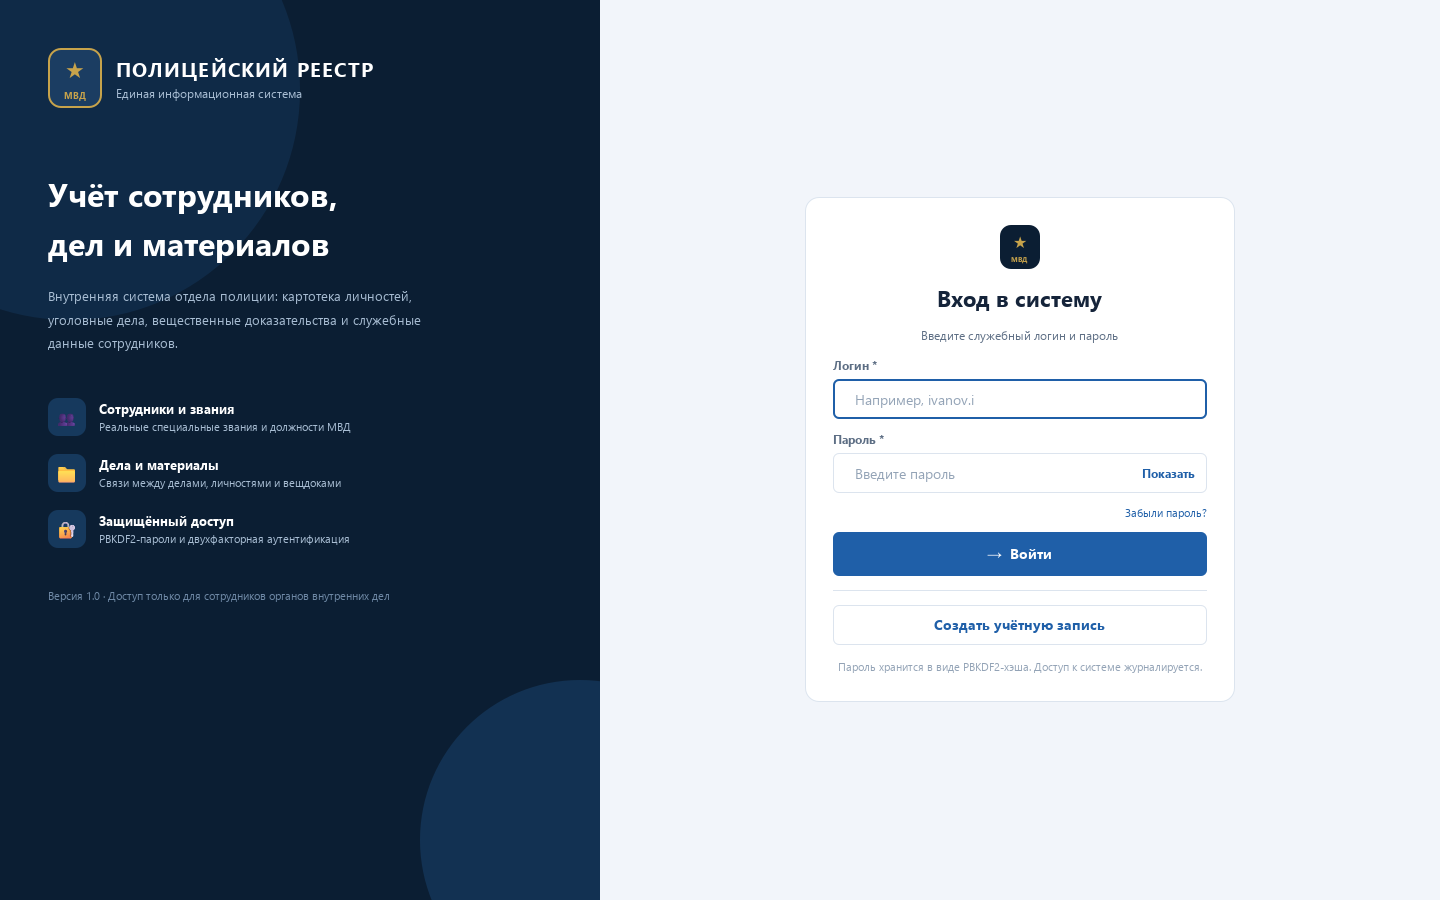 МВД
ПОЛИЦЕЙСКИЙ РЕЕСТР
Единая информационная система
Учёт сотрудников,
дел и материалов
Внутренняя система отдела полиции: картотека личностей,
уголовные дела, вещественные доказательства и служебные
данные сотрудников.
Сотрудники и звания
Реальные специальные звания и должности МВД
Дела и материалы
Связи между делами, личностями и вещдоками
Защищённый доступ
PBKDF2-пароли и двухфакторная аутентификация
Версия 1.0 · Доступ только для сотрудников органов внутренних дел
МВД
Вход в систему
Введите служебный логин и пароль
Логин *
Например, ivanov.i
Пароль *
Введите пароль
Показать
Забыли пароль?
→ Войти
Создать учётную запись
Пароль хранится в виде PBKDF2-хэша. Доступ к системе журналируется.